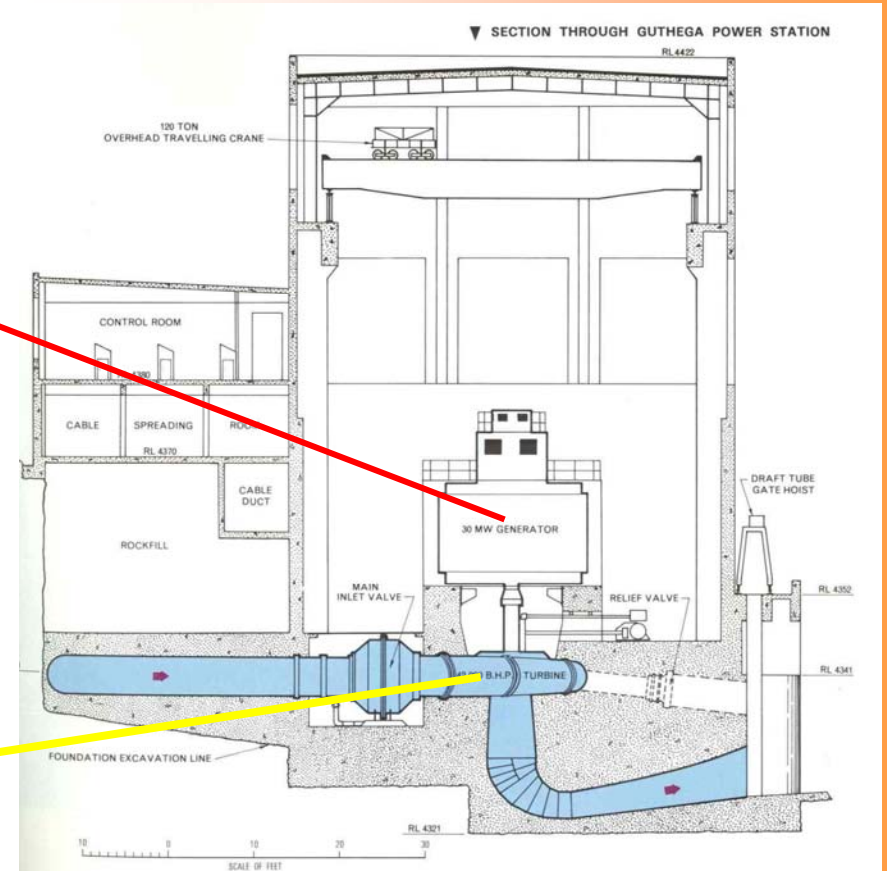 ▼ SECTION THROUGH GUTHEGA POWER STATION
RL 4422
120 TON
OVERHEAD TRAVELLING CRANE
CONTROL ROOM
4380
CABLE SPREADING
RL 4370
CABLE
DUCT
ROCKFILL
30 MW GENERATOR
DRAFT TUBE
GATE HOIST
MAIN
INLET VALVE
RELIEF VALVE
RL 4352
RL 4341
B.H.P. TURBINE
FOUNDATION EXCAVATION LINE
RL 4321
10 0 10 20 30
SCALE OF FEET